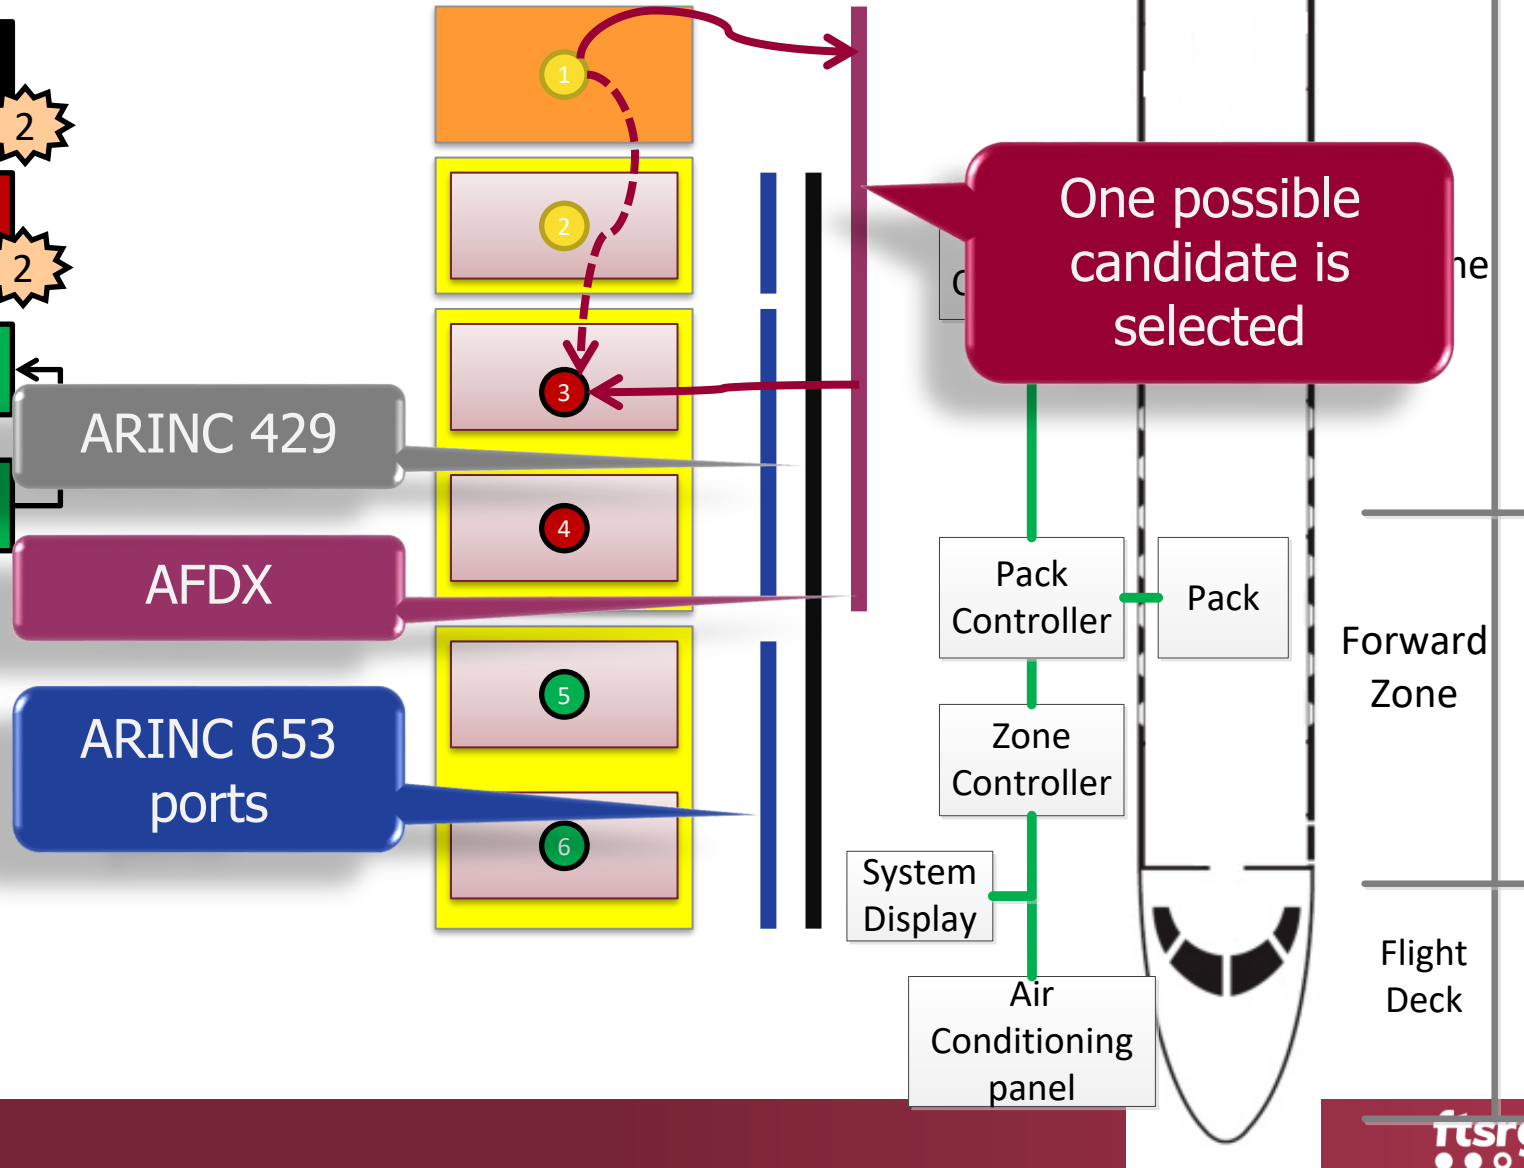 2
2
1
2
3
4
5
6
ARINC 429
AFDX
ARINC 653
ports
One possible
candidate is
selected
Pack
Controller
Pack
Zone
Controller
System
Display
Air
Conditioning
panel
Forward
Zone
Flight
Deck